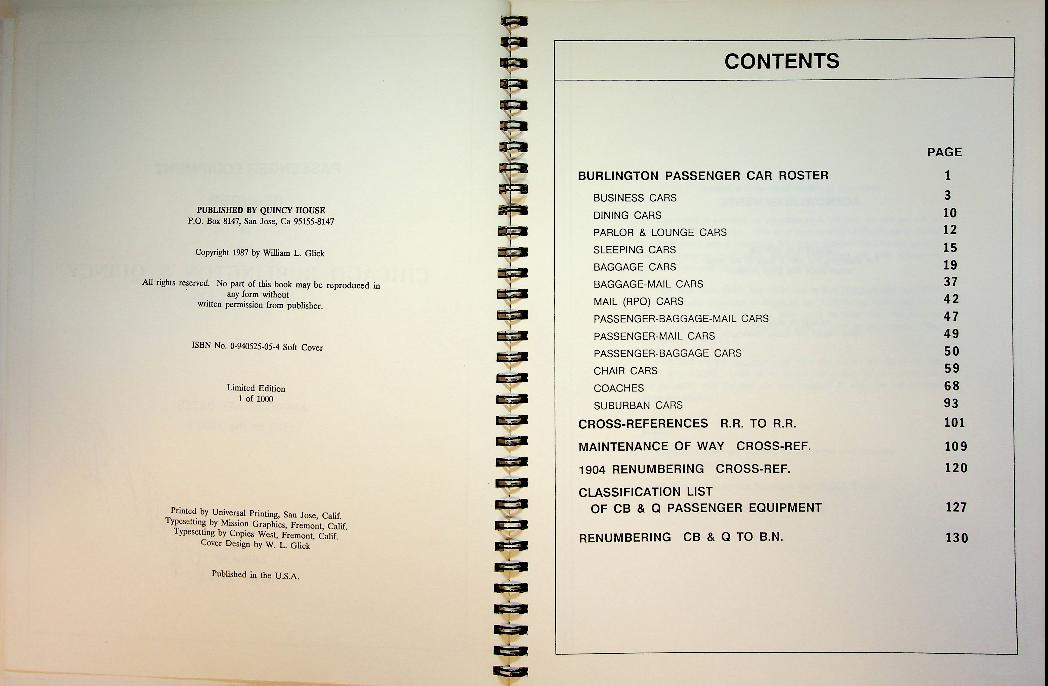 PUBLISHED BY QUINCY HOUSE
P.O. Box 8147, San Jose, Ca 95155-8147
Copyright 1987 by William L. Glick
All rights reserved. No part of this book may be reproduced in
any form without
written permission from publisher.
ISBN No. 0-940525-05-4 Soft Cover
Limited Edition
1 of 1000
Printed by Universal Printing, San Jose, Calif.
Typesetting by Mission Graphics, Fremont, Calif.
Typesetting by Copies West, Fremont, Calif.
Cover Design by W. L. Glick
Published in the U.S.A.
CONTENTS
PAGE
BURLINGTON PASSENGER CAR ROSTER 1
BUSINESS CARS 3
DINING CARS 10
PARLOR & LOUNGE CARS 12
SLEEPING CARS 15
BAGGAGE CARS 19
BAGGAGE-MAIL CARS 37
MAIL (RPO) CARS 42
PASSENGER-BAGGAGE-MAIL CARS 47
PASSENGER-MAIL CARS 49
PASSENGER-BAGGAGE CARS 50
CHAIR CARS 59
COACHES 68
SUBURBAN CARS 93
CROSS-REFERENCES R.R. TO R.R. 101
MAINTENANCE OF WAY CROSS-REF. 109
1904 RENUMBERING CROSS-REF. 120
CLASSIFICATION LIST
OF CB & Q PASSENGER EQUIPMENT 127
RENUMBERING CB & Q TO B.N. 130